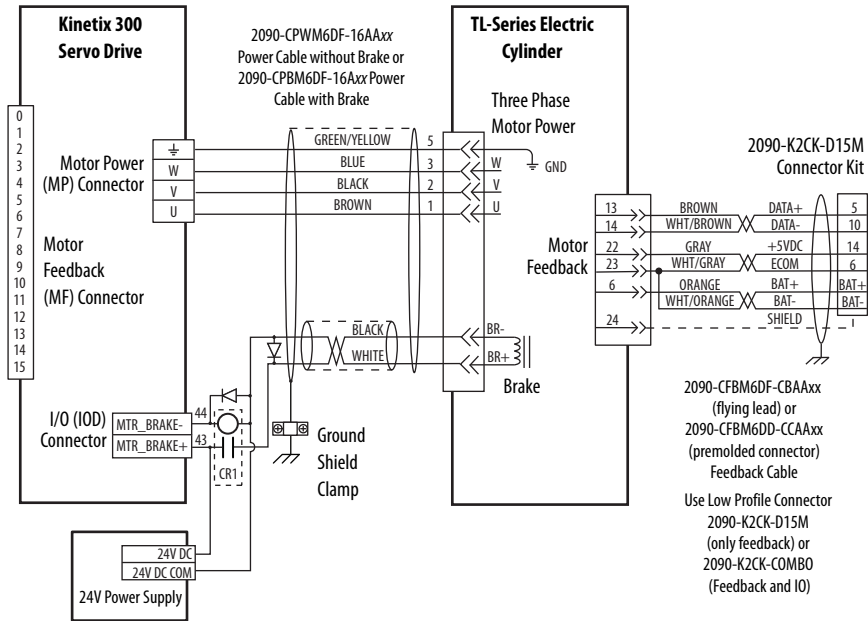 Kinetix 300
Servo Drive
2090-CPWM6DF-16AAxx
Power Cable without Brake or
2090-CPBM6DF-16Axx Power
Cable with Brake
TL-Series Electric
Cylinder
0
1
2
3
4
5
6
7
8
9
10
11
12
13
14
15
Motor Power
(MP) Connector
W
V
U
GREEN/YELLOW 5
BLUE 3
BLACK 2
BROWN 1
Three Phase
Motor Power
GND
W
V
U
2090-K2CK-D15M
Connector Kit
Motor
Feedback
(MF) Connector
Motor
Feedback
13 BROWN DATA+ 5
14 WHT/BROWN DATA- 10
22 GRAY +5VDC 14
23 WHT/GRAY ECOM 6
6 ORANGE BAT+ BAT+
WHT/ORANGE BAT- BAT-
24 SHIELD
BLACK BR-
WHITE BR+
Brake
I/O (IOD)
Connector
MTR_BRAKE- 44
MTR_BRAKE+ 43
CR1
Ground
Shield
Clamp
2090-CFBM6DF-CBAAxx
(flying lead) or
2090-CFBM6DD-CCAAxx
(premolded connector)
Feedback Cable
Use Low Profile Connector
2090-K2CK-D15M
(only feedback) or
2090-K2CK-COMBO
(Feedback and IO)
24V DC
24V DC COM
24V Power Supply